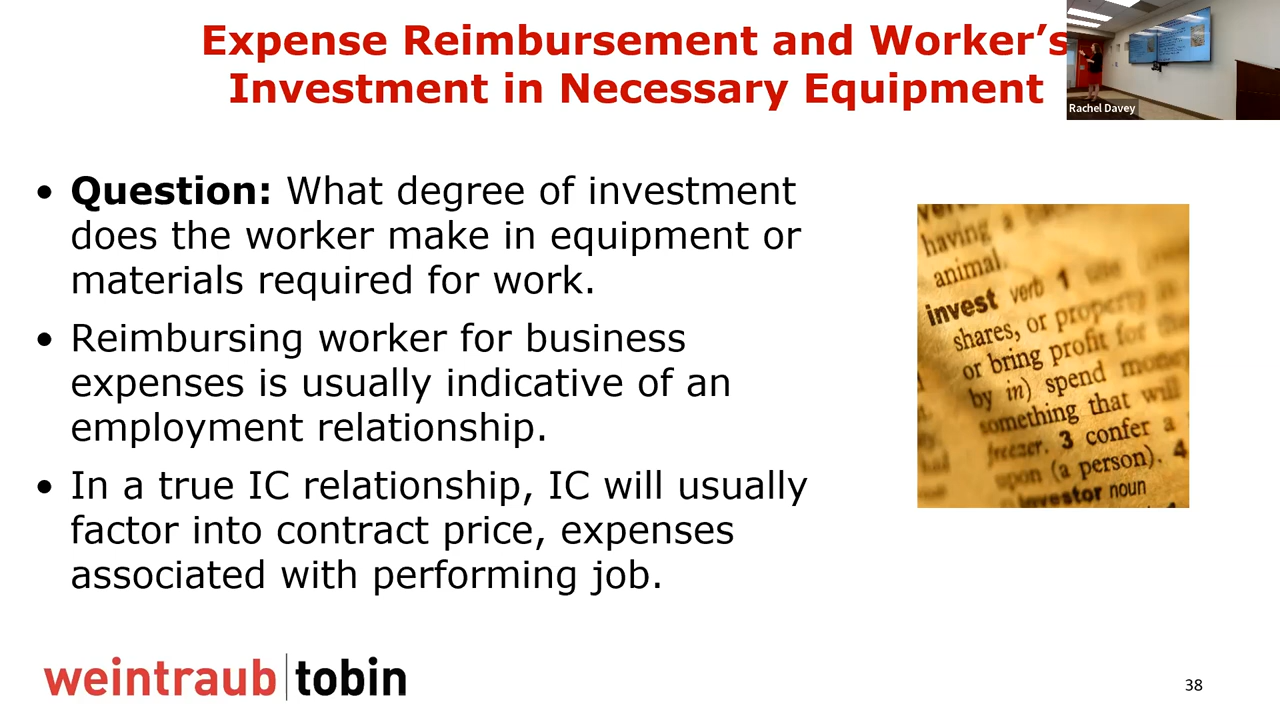 Expense Reimbursement and Worker’s
Investment in Necessary Equipment
Rachel Davey
• Question: What degree of investment
does the worker make in equipment or
materials required for work.
• Reimbursing worker for business
expenses is usually indicative of an
employment relationship.
• In a true IC relationship, IC will usually
factor into contract price, expenses
associated with performing job.
having a
animal.
invest verb 1
shares, or property
or bring profit for the
by in) spend money
something that will
freezer. 3 confer a
upon (a person). 4
investor noun
weintraub tobin
38